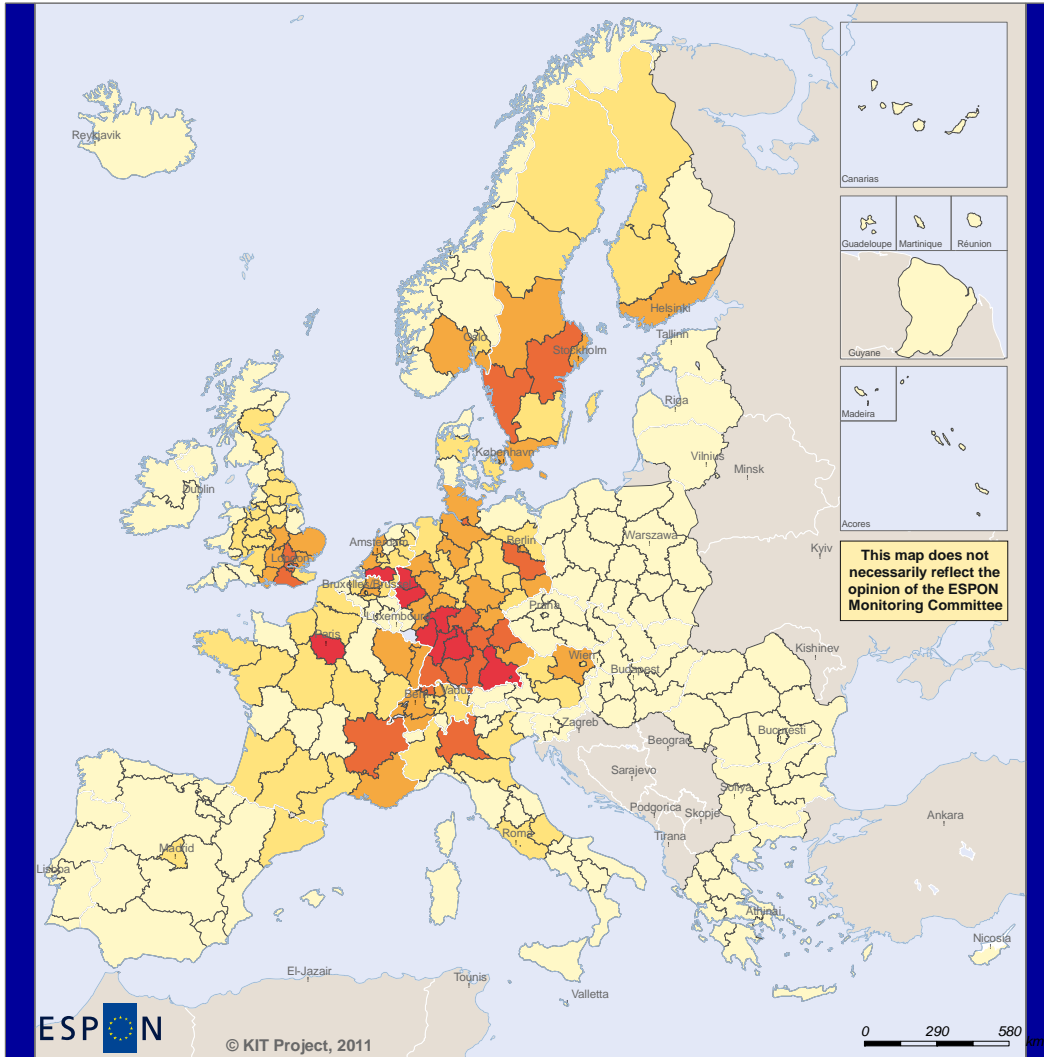 Reykjavik
Canarias
Guadeloupe
Martinique
Réunion
Guyane
Madeira
Acores
Oslo
Helsinki
Tallinn
Stockholm
Riga
København
Vilnius
Minsk
Dublin
Amsterdam
Berlin
Warszawa
London
Kyiv
This map does not
necessarily reflect the
opinion of the ESPON
Monitoring Committee
Praha
Luxembourg
Paris
Kishinev
Wien
Budapest
Bern
Vaduz
Zagreb
Bucuresti
Beograd
Sarajevo
Sofiya
Podgorica
Skopje
Ankara
Tirana
Roma
Madrid
Lisboa
Athinai
Nicosia
El-Jazair
Tounis
Valletta
ESPON
© KIT Project, 2011
0 290 580
km